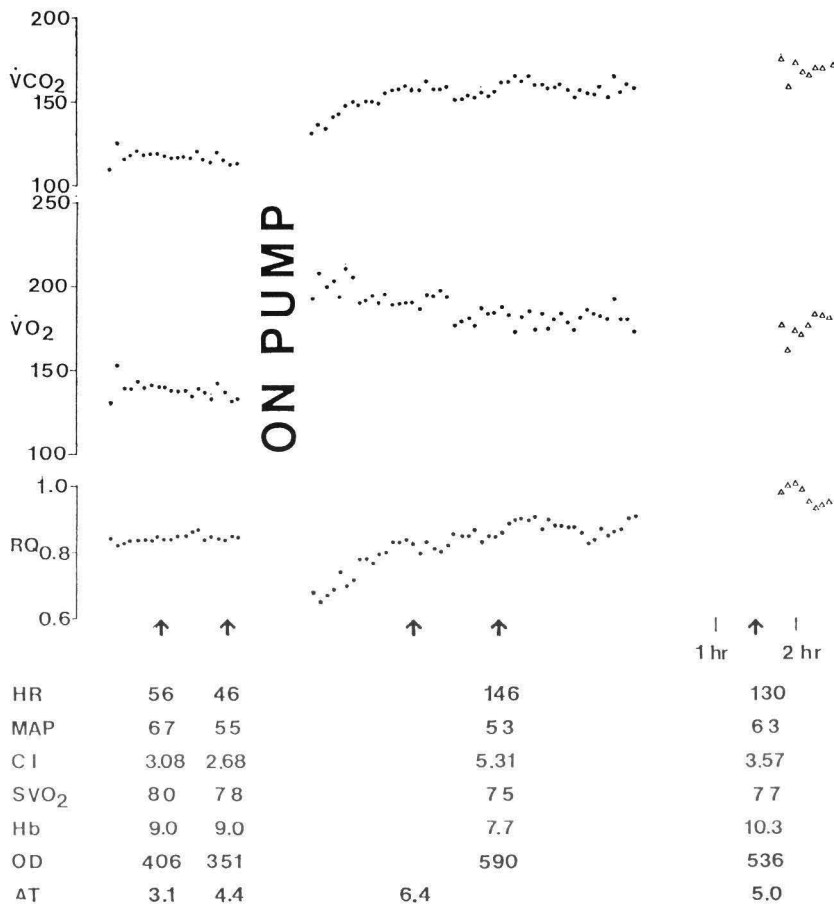 200
V̇CO₂
150
100
250
200
V̇O₂
150
100
ON PUMP
1.0
RQ 0.8
0.6
1 hr 2 hr
HR 56 46 146 130
MAP 67 55 53 63
CI 3.08 2.68 5.31 3.57
SVO₂ 80 78 75 77
Hb 9.0 9.0 7.7 10.3
OD 406 351 590 536
ΔT 3.1 4.4 6.4 5.0